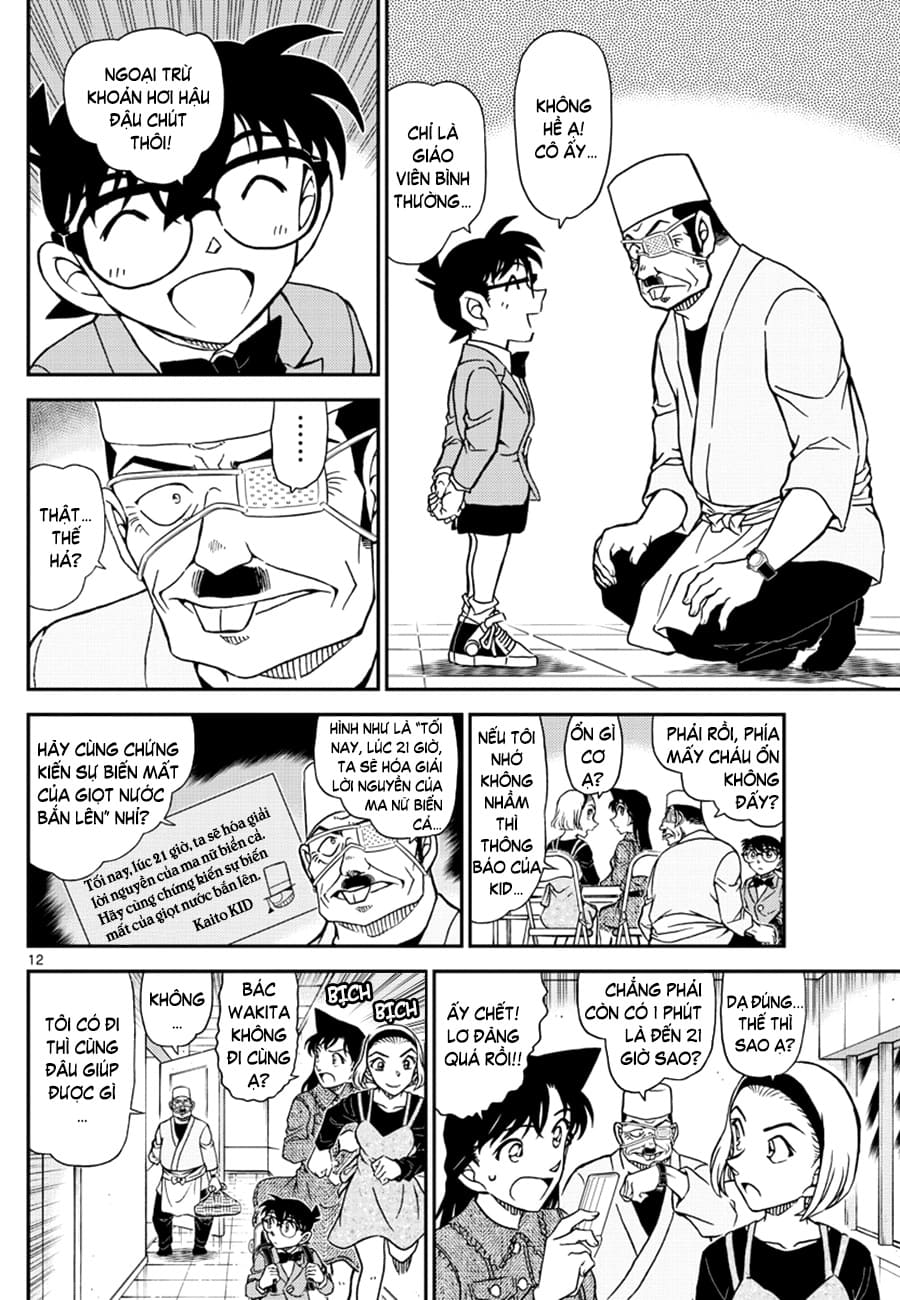 KHÔNG
HỀ Ạ!
CÔ ẤY...
CHỈ LÀ
GIÁO
VIÊN BÌNH
THƯỜNG...
NGOẠI TRỪ
KHOẢN HƠI HẬU
ĐẬU CHÚT
THÔI!
........
THẬT...
THẾ
HẢ?
PHẢI RỒI, PHÍA
MẤY CHÁU ỔN
KHÔNG
ĐẤY?
ỔN GÌ
CƠ
Ạ?
NẾU TÔI
NHỚ
KHÔNG
NHẦM
THÌ
THÔNG
BÁO CỦA
KID...
HÌNH NHƯ LÀ “TỐI
NAY, LÚC 21 GIỜ,
TA SẼ HÓA GIẢI
LỜI NGUYỀN CỦA
MA NỮ BIỂN
CẢ...
HÃY CÙNG CHỨNG
KIẾN SỰ BIẾN MẤT
CỦA GIỌT NƯỚC
BẮN LÊN” NHỈ?
Tối nay, lúc 21 giờ, ta sẽ hóa giải
lời nguyền của ma nữ biển cả.
Hãy cùng chứng kiến sự biến
mất của giọt nước bắn lên.
Kaito KID
12
DẠ ĐÚNG...
THẾ THÌ
SAO Ạ?
CHẲNG PHẢI
CÒN CÓ 1 PHÚT
LÀ ĐẾN 21
GIỜ SAO?
ẤY CHẾT!
LƠ ĐÃNG
QUÁ RỒI!!
BỊCH
BỊCH
BÁC
WAKITA
KHÔNG
ĐI CÙNG
Ạ?
KHÔNG
...
TÔI CÓ ĐI
THÌ CŨNG
ĐÂU GIÚP
ĐƯỢC GÌ
...